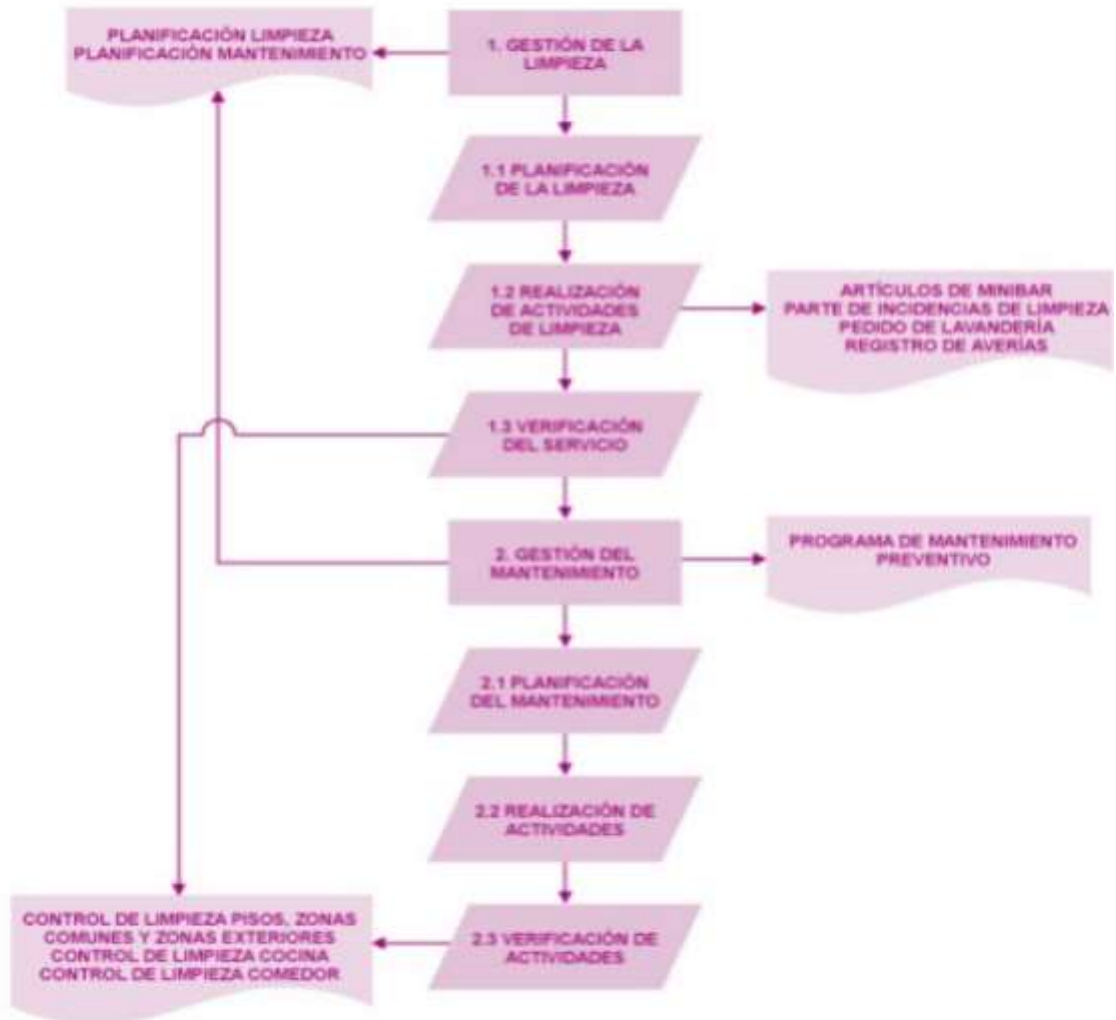 PLANIFICACIÓN LIMPIEZA
PLANIFICACIÓN MANTENIMIENTO
1. GESTIÓN DE LA
LIMPIEZA
1.1 PLANIFICACIÓN
DE LA LIMPIEZA
1.2 REALIZACIÓN
DE ACTIVIDADES
DE LIMPIEZA
ARTÍCULOS DE MINIBAR
PARTE DE INCIDENCIAS DE LIMPIEZA
PEDIDO DE LAVANDERÍA
REGISTRO DE AVERÍAS
1.3 VERIFICACIÓN
DEL SERVICIO
2. GESTIÓN DEL
MANTENIMIENTO
PROGRAMA DE MANTENIMIENTO
PREVENTIVO
2.1 PLANIFICACIÓN
DEL MANTENIMIENTO
2.2 REALIZACIÓN DE
ACTIVIDADES
CONTROL DE LIMPIEZA PISOS, ZONAS
COMUNES Y ZONAS EXTERIORES
CONTROL DE LIMPIEZA COCINA
CONTROL DE LIMPIEZA COMEDOR
2.3 VERIFICACIÓN DE
ACTIVIDADES